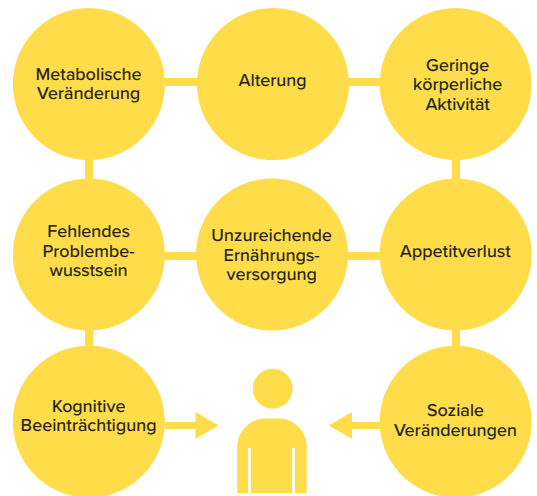 Metabolische
Veränderung
Alterung
Geringe
körperliche
Aktivität
Fehlendes
Problembe-
wusstsein
Unzureichende
Ernährungs-
versorgung
Appetitverlust
Kognitive
Beeinträchtigung
Soziale
Veränderungen